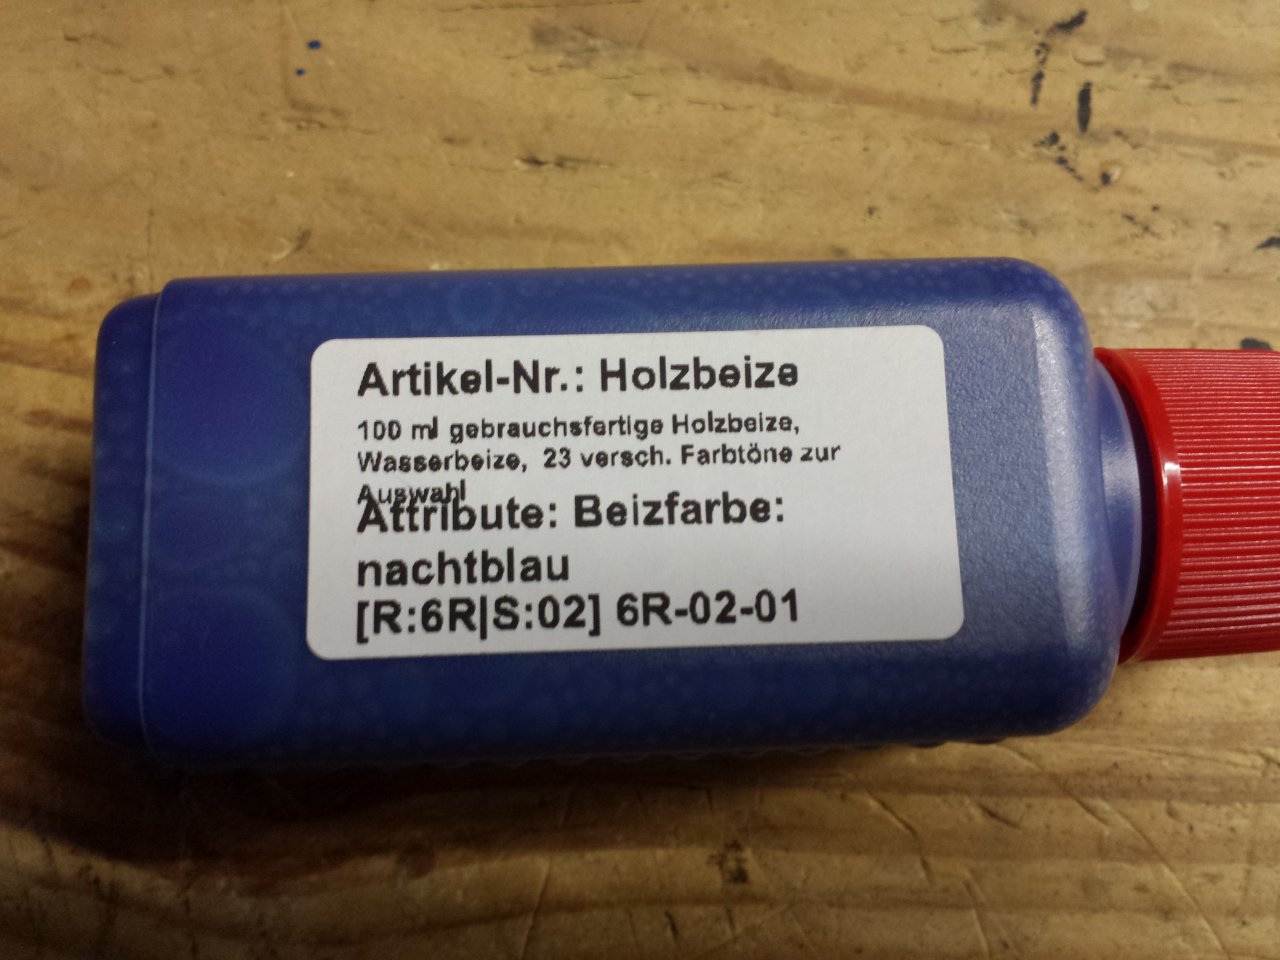 Artikel-Nr.: Holzbeize
100 ml gebrauchsfertige Holzbeize,
Wasserbeize, 23 versch. Farbtöne zur
Auswahl
Attribute: Beizfarbe:
nachtblau
[R:6R|S:02] 6R-02-01